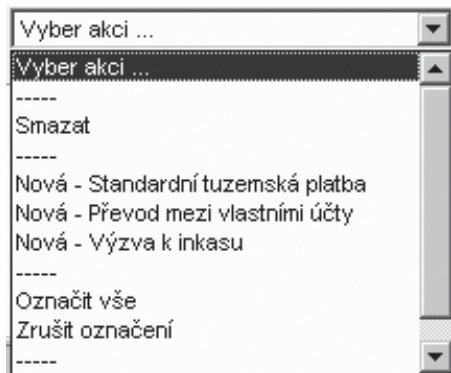 Vyber akci ...
Vyber akci ...
-----
Smazat
-----
Nová - Standardní tuzemská platba
Nová - Převod mezi vlastními účty
Nová - Výzva k inkasu
-----
Označit vše
Zrušit označení
-----